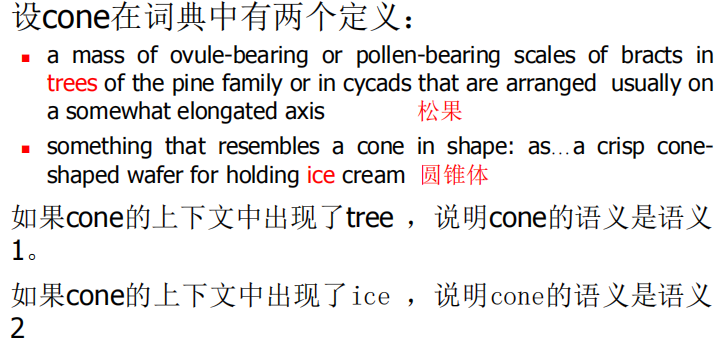 设cone在词典中有两个定义：
a mass of ovule-bearing or pollen-bearing scales of bracts in
trees of the pine family or in cycads that are arranged usually on
a somewhat elongated axis 松果
something that resembles a cone in shape: as…a crisp cone-
shaped wafer for holding ice cream 圆锥体
如果cone的上下文中出现了tree ，说明cone的语义是语义
1。
如果cone的上下文中出现了ice ，说明cone的语义是语义
2